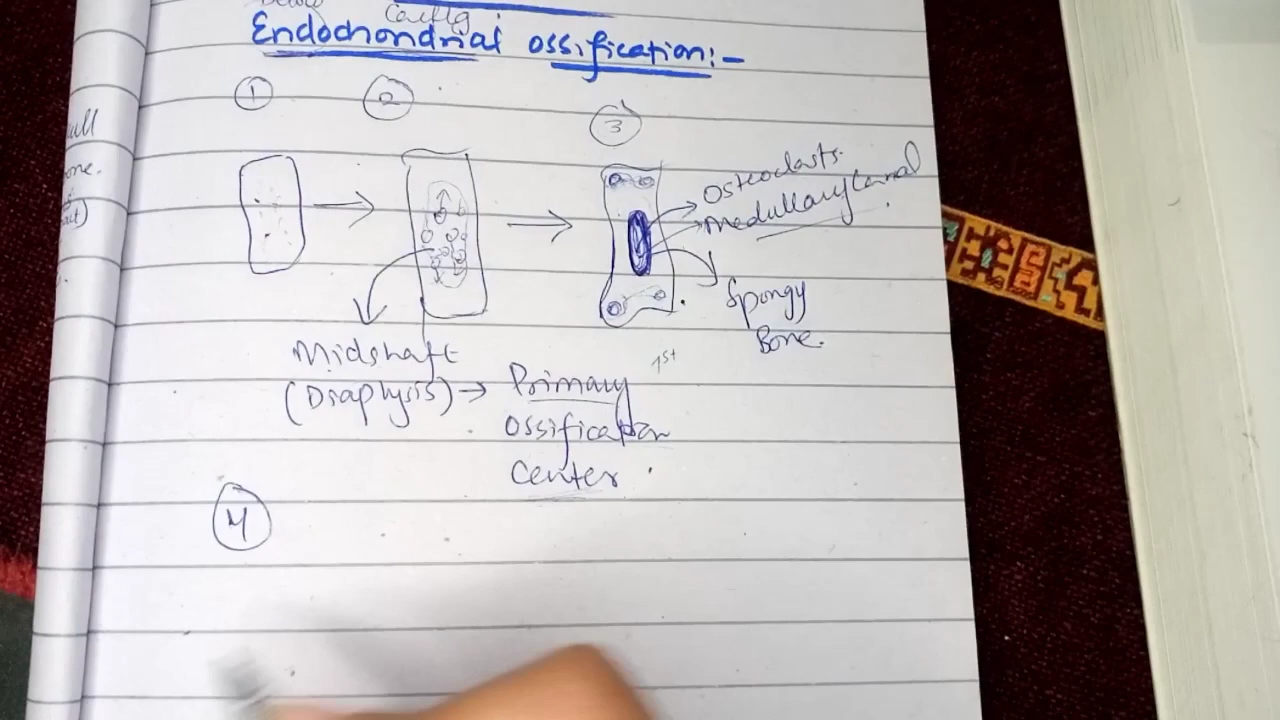 Endochondrial ossification:-
1
2
3
Osteoclasts.
Medullary Canal
Spongy
Bone.
Midshaft
(Diaphysis) → Primary 1st
Ossification
Center.
4